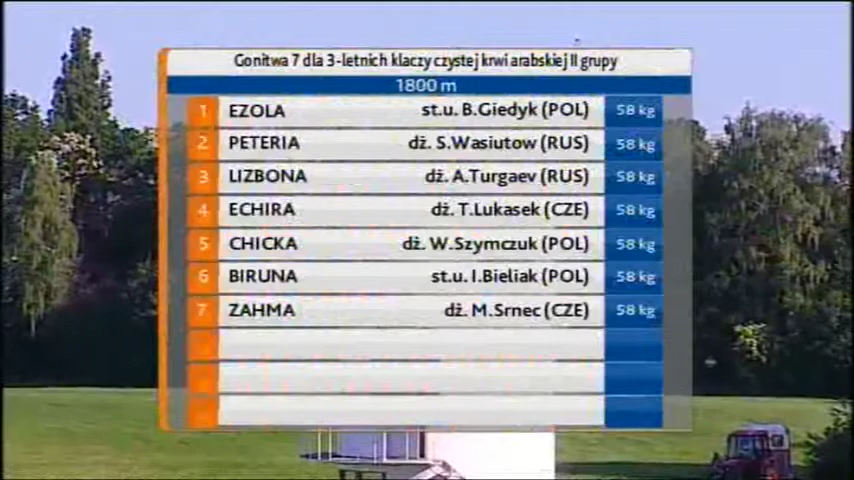 Gonitwa 7 dla 3-letnich klaczy czystej krwi arabskiej II grupy
1800 m
1 EZOLA st.u. B.Giedyk (POL) 58 kg
2 PETERIA dż. S.Wasiutow (RUS) 58 kg
3 LIZBONA dż. A.Turgaev (RUS) 58 kg
4 ECHIRA dż. T.Lukasek (CZE) 58 kg
5 CHICKA dż. W.Szymczuk (POL) 58 kg
6 BIRUNA st.u. I.Bieliak (POL) 58 kg
7 ZAHMA dż. M.Srnec (CZE) 58 kg